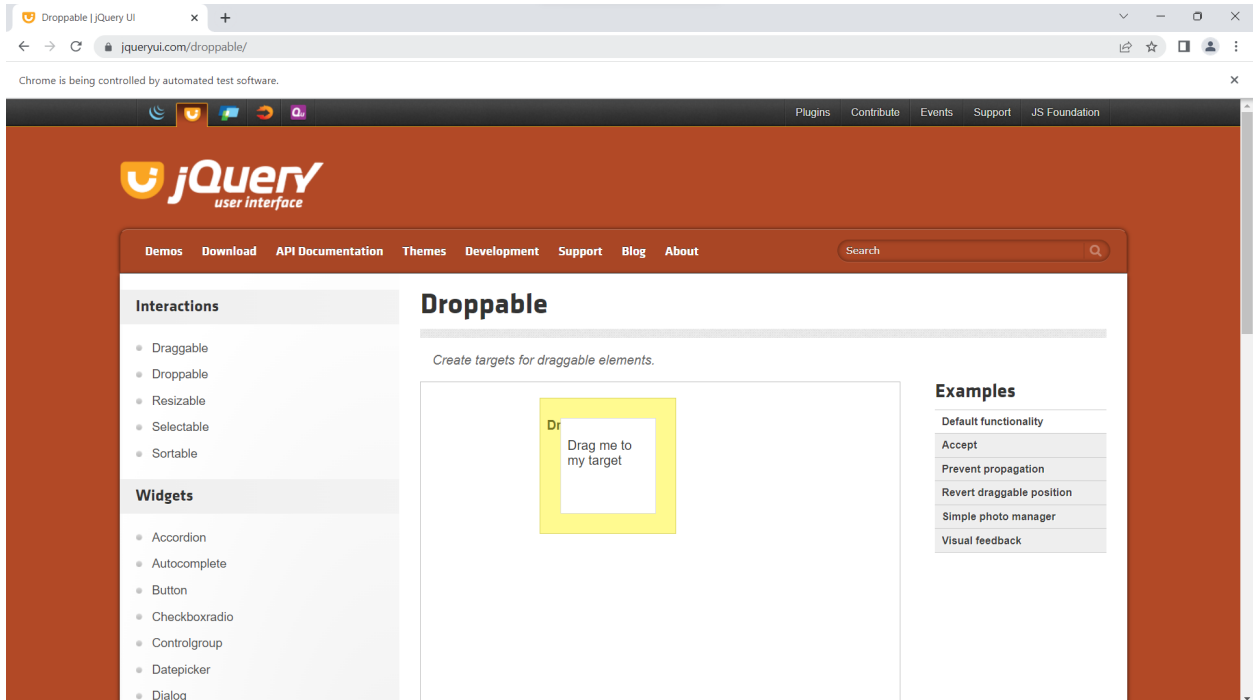 Droppable | jQuery UI
jqueryui.com/droppable/
Chrome is being controlled by automated test software.
Qu
Plugins Contribute Events Support JS Foundation
jQuery
user interface
Demos Download API Documentation Themes Development Support Blog About Search
Interactions
Draggable
Droppable
Resizable
Selectable
Sortable
Widgets
Accordion
Autocomplete
Button
Checkboxradio
Controlgroup
Datepicker
Dialog
Droppable
Create targets for draggable elements.
Dr
Drag me to
my target
Examples
Default functionality
Accept
Prevent propagation
Revert draggable position
Simple photo manager
Visual feedback